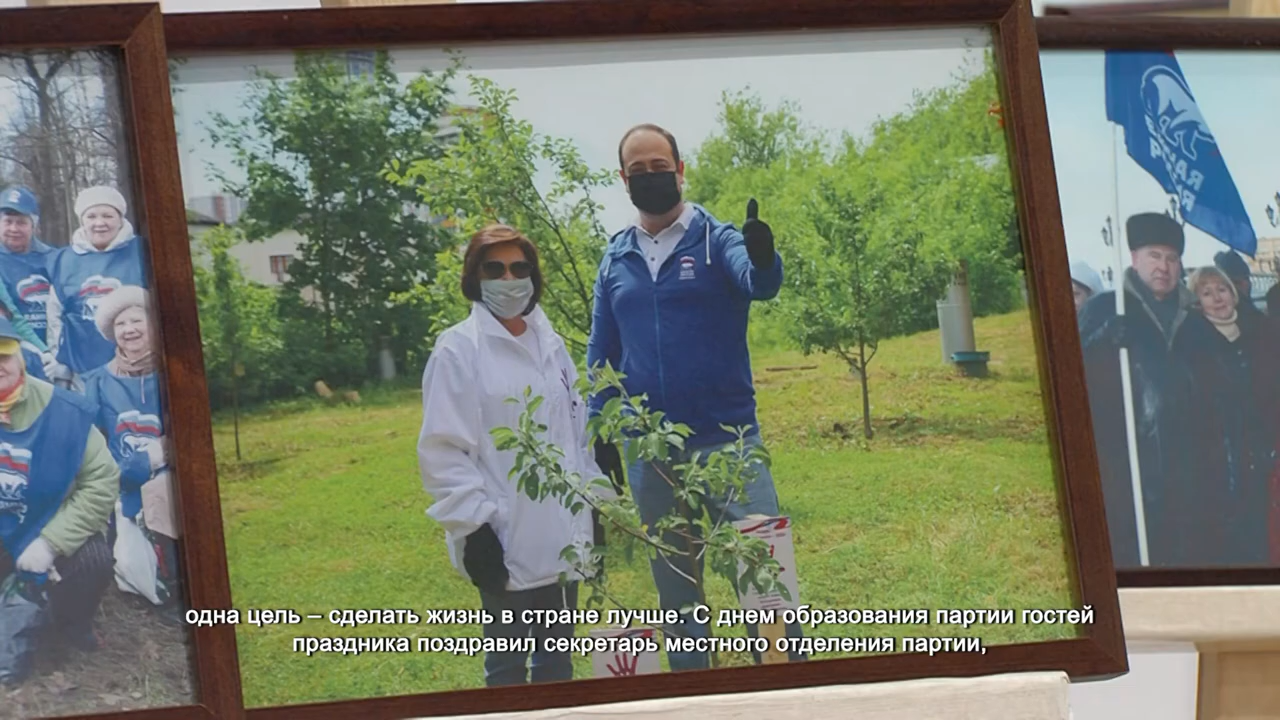 одна цель – сделать жизнь в стране лучше. С днем образования партии гостей
праздника поздравил секретарь местного отделения партии,